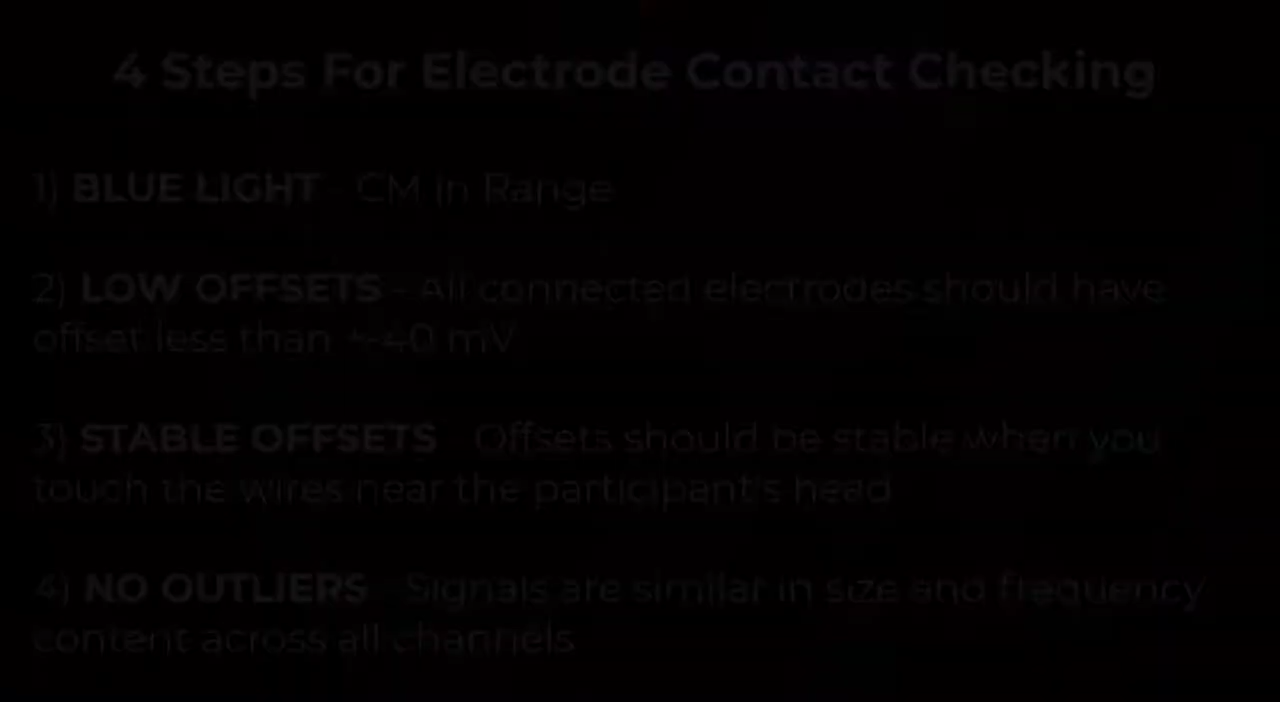 4 Steps For Electrode Contact Checking
1) BLUE LIGHT - CM in Range
2) LOW OFFSETS - All connected electrodes should have
offset less than +-40 mV
3) STABLE OFFSETS - Offsets should be stable when you
touch the wires near the participant's head
4) NO OUTLIERS - Signals are similar in size and frequency
content across all channels